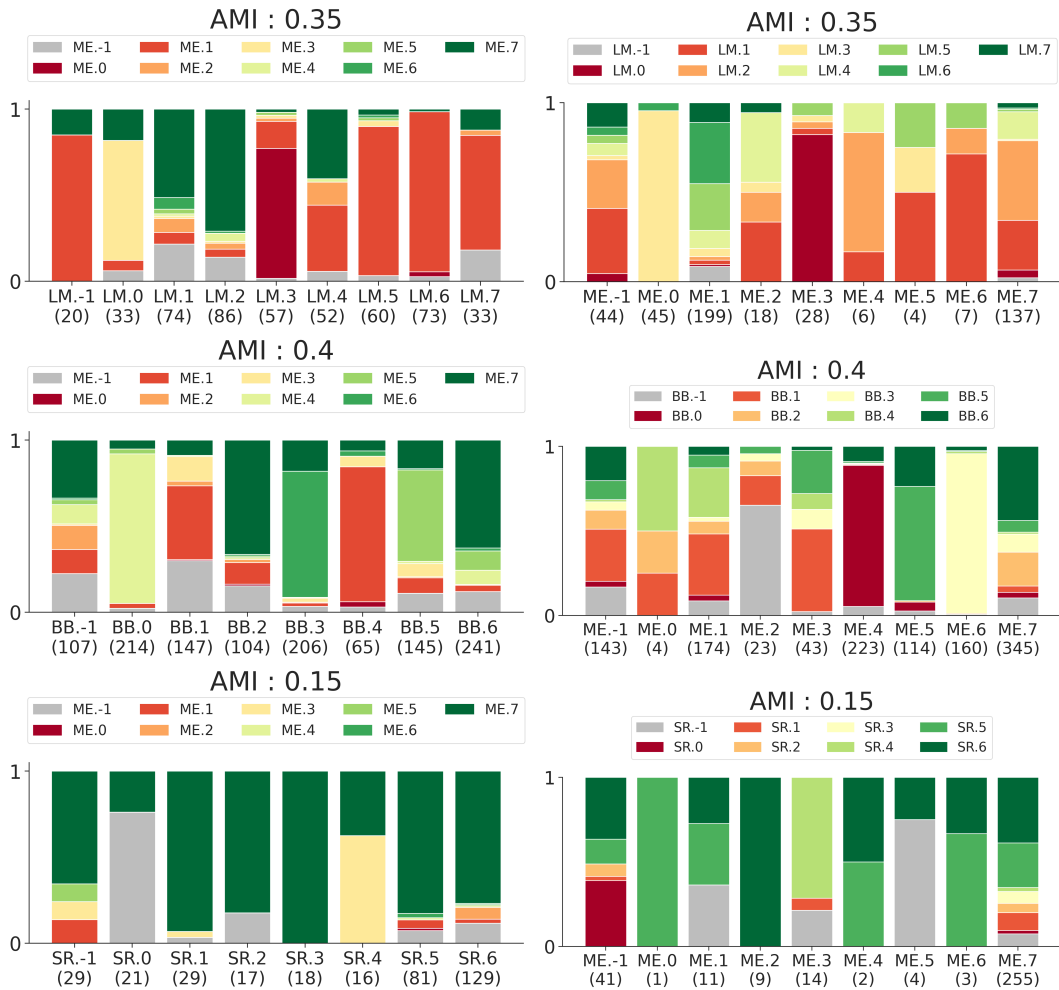 AMI : 0.35
ME.-1 ME.1 ME.3 ME.5 ME.7
ME.0 ME.2 ME.4 ME.6
1
0
LM.-1 LM.0 LM.1 LM.2 LM.3 LM.4 LM.5 LM.6 LM.7
(20) (33) (74) (86) (57) (52) (60) (73) (33)
AMI : 0.35
LM.-1 LM.1 LM.3 LM.5 LM.7
LM.0 LM.2 LM.4 LM.6
1
0
ME.-1 ME.0 ME.1 ME.2 ME.3 ME.4 ME.5 ME.6 ME.7
(44) (45) (199) (18) (28) (6) (4) (7) (137)
AMI : 0.4
ME.-1 ME.1 ME.3 ME.5 ME.7
ME.0 ME.2 ME.4 ME.6
1
0
BB.-1 BB.0 BB.1 BB.2 BB.3 BB.4 BB.5 BB.6
(107) (214) (147) (104) (206) (65) (145) (241)
AMI : 0.4
BB.-1 BB.1 BB.3 BB.5
BB.0 BB.2 BB.4 BB.6
1
0
ME.-1 ME.0 ME.1 ME.2 ME.3 ME.4 ME.5 ME.6 ME.7
(143) (4) (174) (23) (43) (223) (114) (160) (345)
AMI : 0.15
ME.-1 ME.1 ME.3 ME.5 ME.7
ME.0 ME.2 ME.4 ME.6
1
0
SR.-1 SR.0 SR.1 SR.2 SR.3 SR.4 SR.5 SR.6
(29) (21) (29) (17) (18) (16) (81) (129)
AMI : 0.15
SR.-1 SR.1 SR.3 SR.5
SR.0 SR.2 SR.4 SR.6
1
0
ME.-1 ME.0 ME.1 ME.2 ME.3 ME.4 ME.5 ME.6 ME.7
(41) (1) (11) (9) (14) (2) (4) (3) (255)